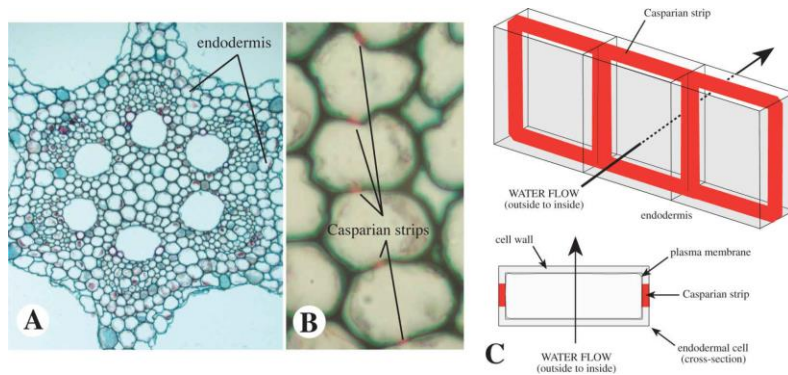 endodermis
A
B
Casparian strips
Casparian strip
WATER FLOW
(outside to inside)
endodermis
cell wall
plasma membrane
Casparian strip
C
endodermal cell
(cross-section)
WATER FLOW
(outside to inside)